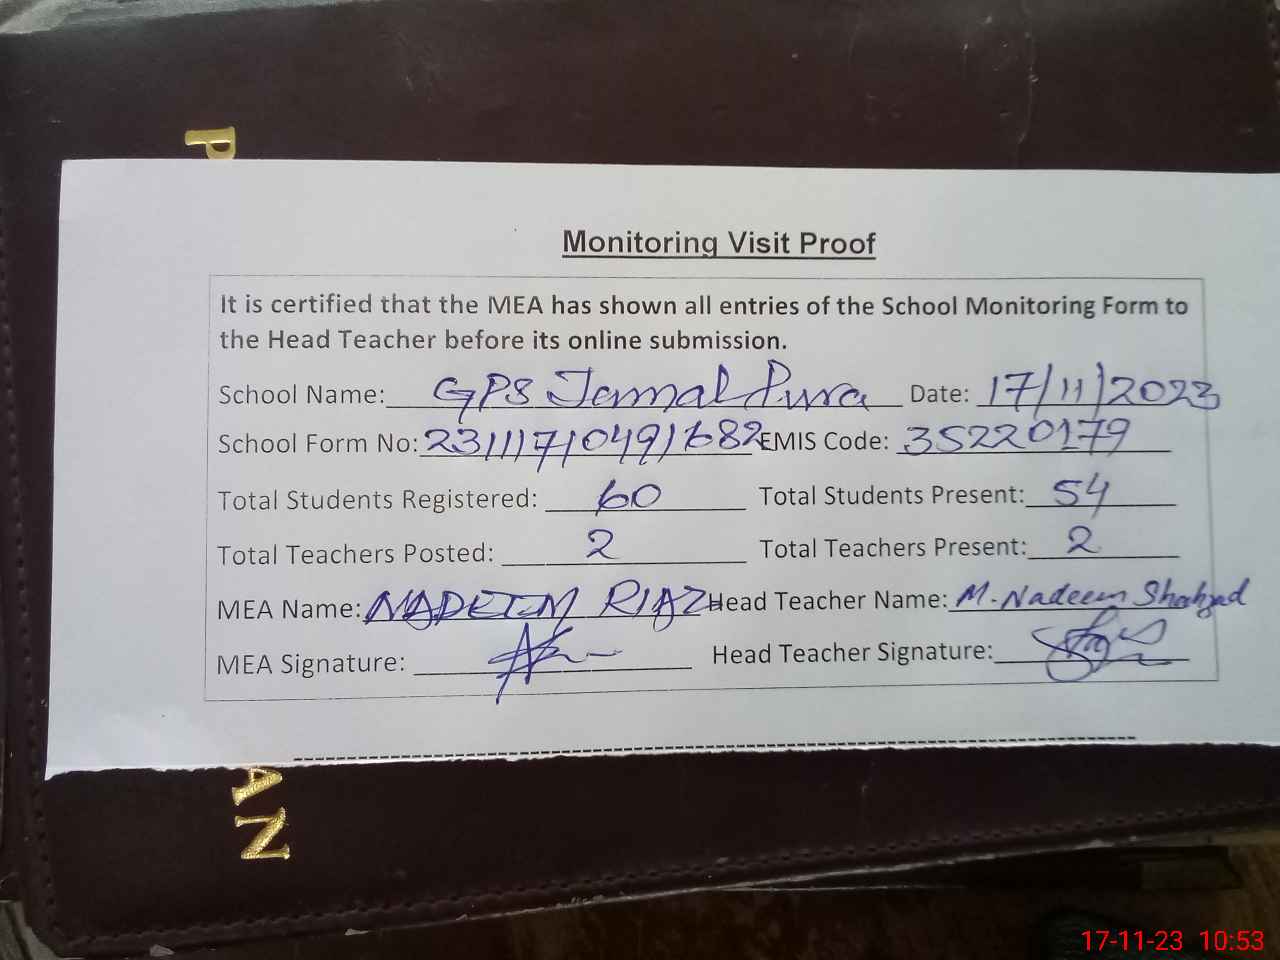 P
Monitoring Visit Proof
It is certified that the MEA has shown all entries of the School Monitoring Form to
the Head Teacher before its online submission.
School Name: GPS Jamal Pura Date: 17/11/2023
School Form No: 23111710491682 EMIS Code: 35220179
Total Students Registered: 60 Total Students Present: 54
Total Teachers Posted: 2 Total Teachers Present: 2
MEA Name: NADEEM RIAZ Head Teacher Name: M. Nadeem Shahzad
MEA Signature: Head Teacher Signature:
AN
17-11-23 10:53